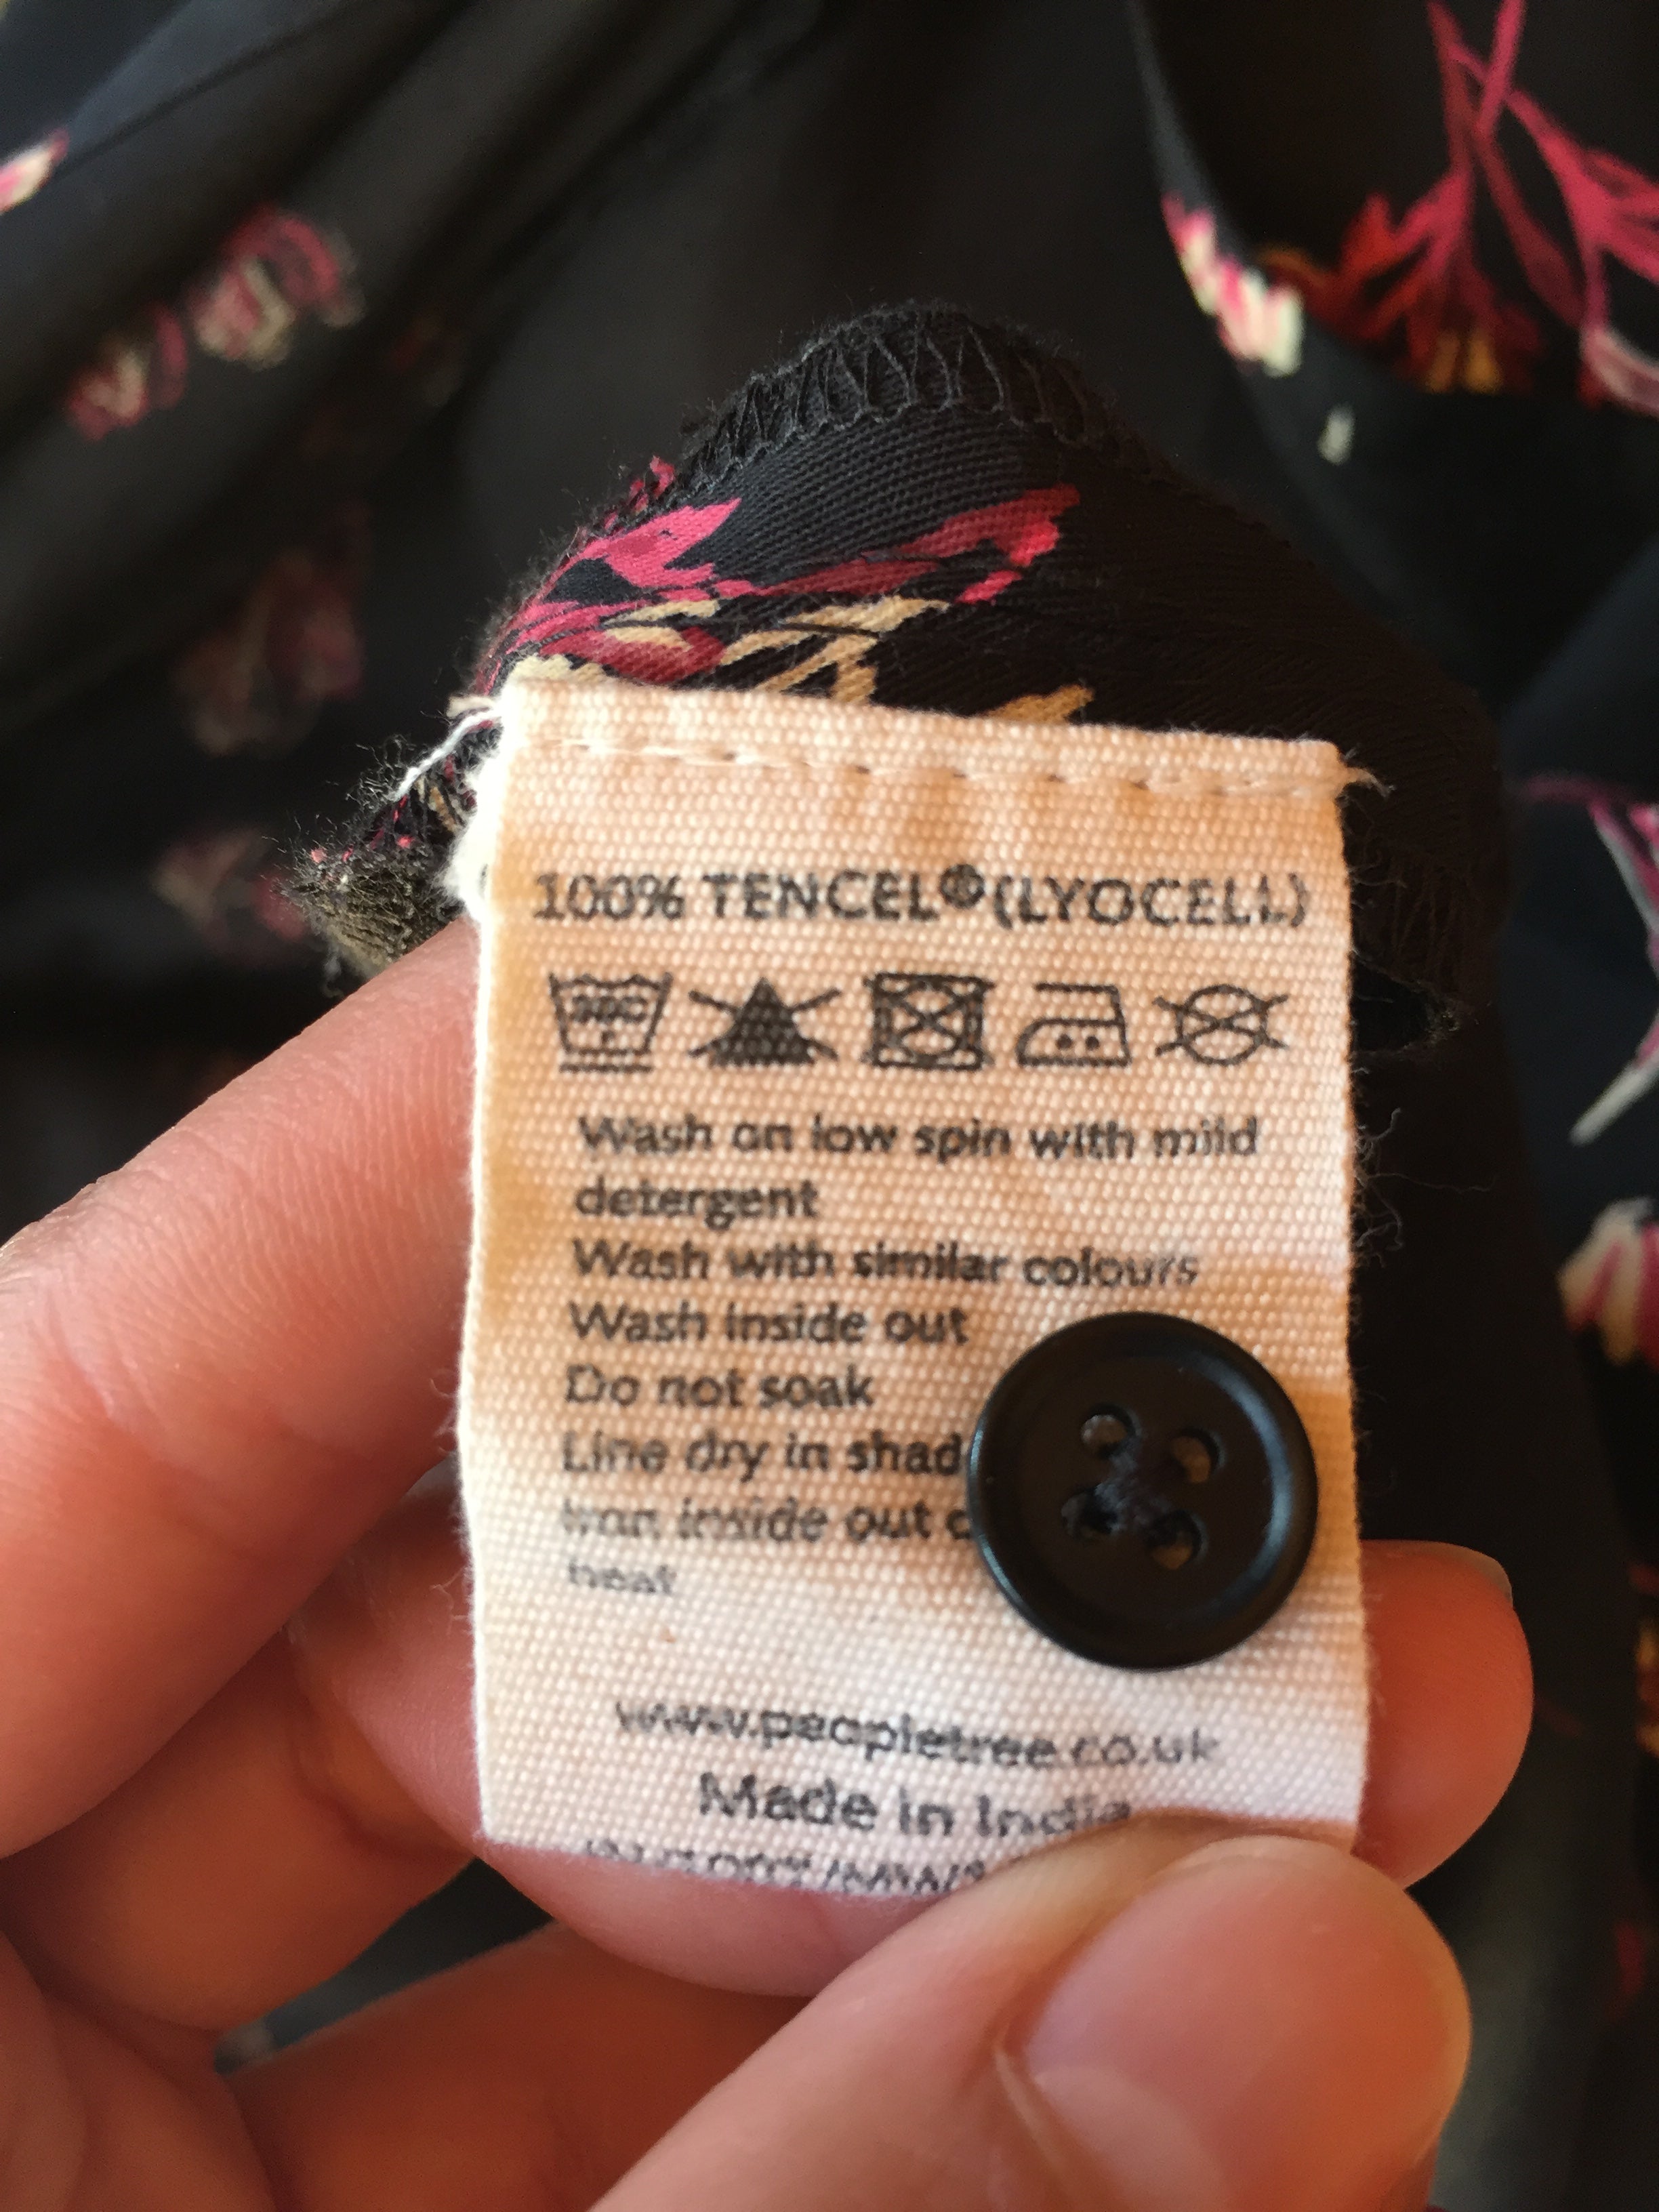 100% TENCEL®(LYOCELL)
30C
Wash on low spin with mild
detergent
Wash with similar colours
Wash inside out
Do not soak
Line dry in shad
Iron inside out
heat
www.peopletree.co.uk
Made in India